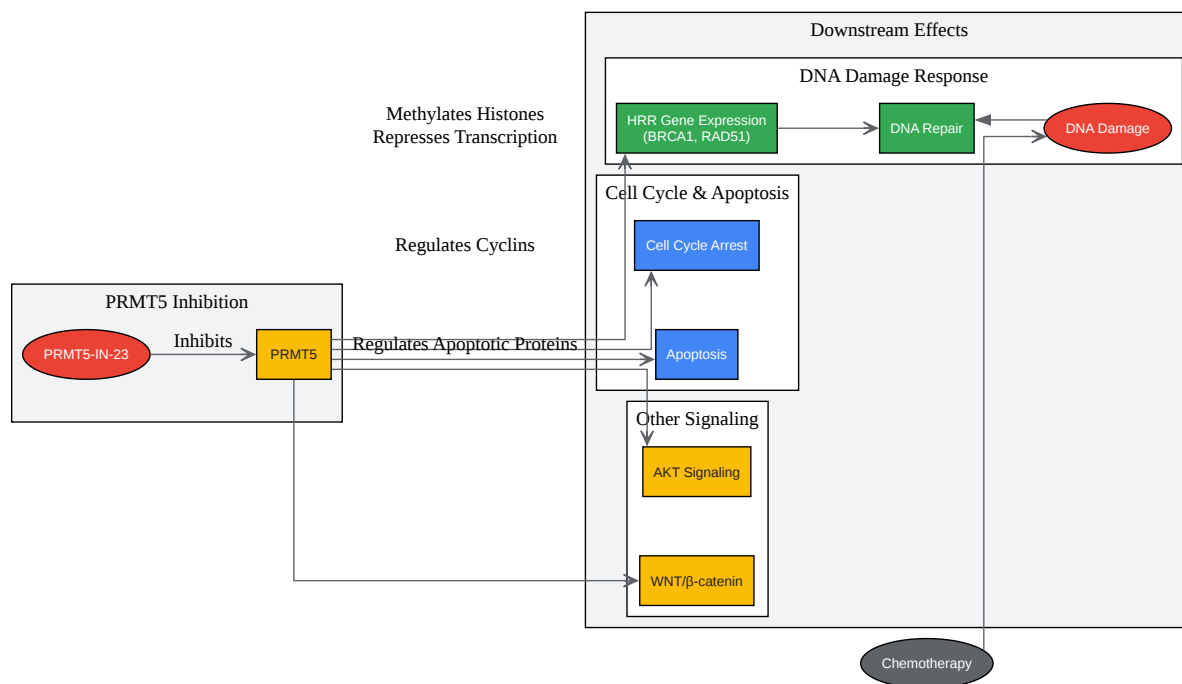 Downstream Effects
DNA Damage Response
Methylates Histones
Represses Transcription
HRR Gene Expression
(BRCA1, RAD51)
DNA Repair
DNA Damage
Cell Cycle & Apoptosis
Regulates Cyclins
Cell Cycle Arrest
PRMT5 Inhibition
PRMT5-IN-23
Inhibits
PRMT5
Regulates Apoptotic Proteins
Apoptosis
Other Signaling
AKT Signaling
WNT/β-catenin
Chemotherapy